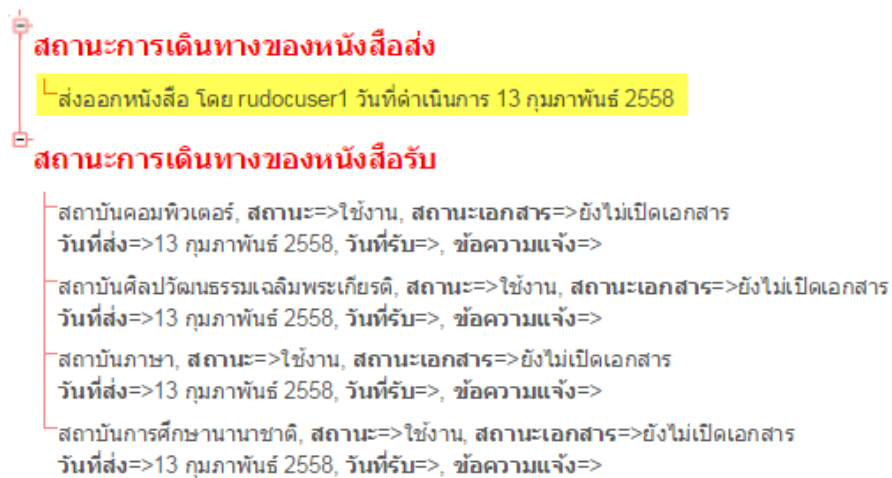 สถานะการเดินทางของหนังสือส่ง
ส่งออกหนังสือ โดย rudocuser1 วันที่ดำเนินการ 13 กุมภาพันธ์ 2558
สถานะการเดินทางของหนังสือรับ
สถาบันคอมพิวเตอร์, สถานะ=>ใช้งาน, สถานะเอกสาร=>ยังไม่เปิดเอกสาร
วันที่ส่ง=>13 กุมภาพันธ์ 2558, วันที่รับ=>, ข้อความแจ้ง=>
สถาบันศิลปวัฒนธรรมเฉลิมพระเกียรติ, สถานะ=>ใช้งาน, สถานะเอกสาร=>ยังไม่เปิดเอกสาร
วันที่ส่ง=>13 กุมภาพันธ์ 2558, วันที่รับ=>, ข้อความแจ้ง=>
สถาบันภาษา, สถานะ=>ใช้งาน, สถานะเอกสาร=>ยังไม่เปิดเอกสาร
วันที่ส่ง=>13 กุมภาพันธ์ 2558, วันที่รับ=>, ข้อความแจ้ง=>
สถาบันการศึกษานานาชาติ, สถานะ=>ใช้งาน, สถานะเอกสาร=>ยังไม่เปิดเอกสาร
วันที่ส่ง=>13 กุมภาพันธ์ 2558, วันที่รับ=>, ข้อความแจ้ง=>